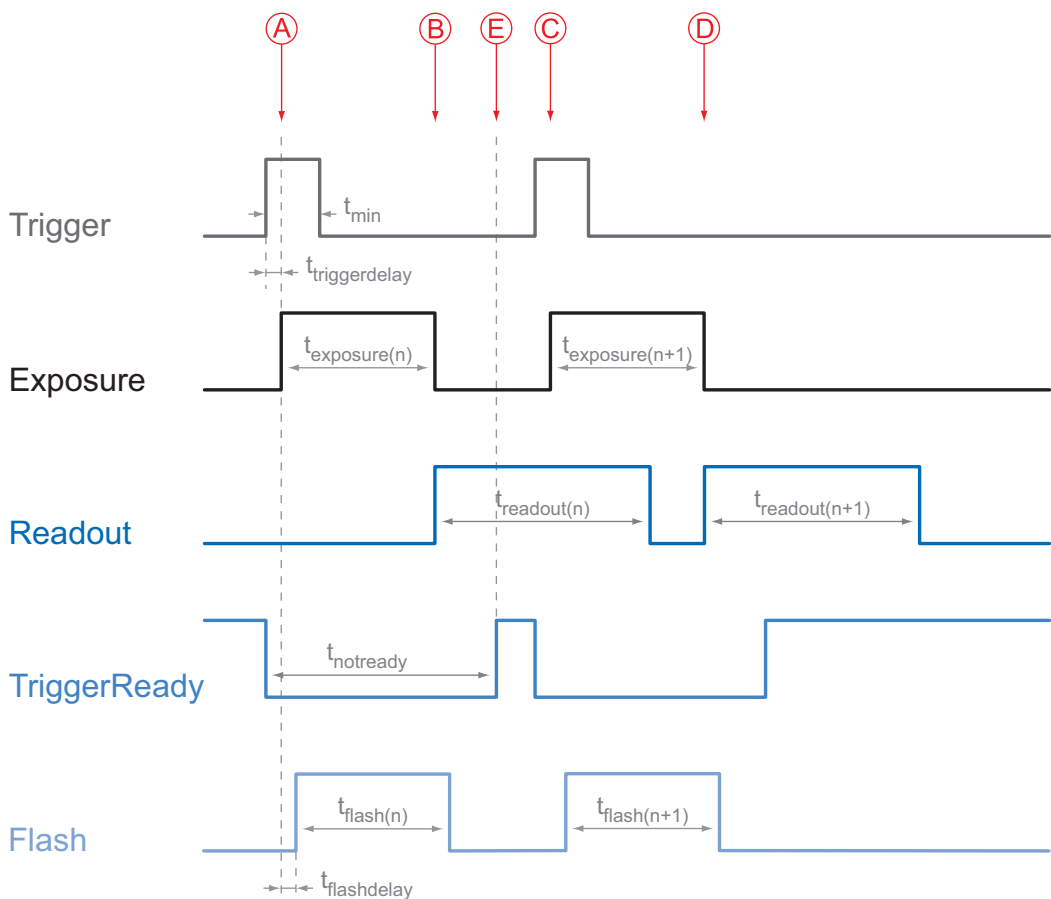 A B E C D
Trigger
t_min
t_triggerdelay
Exposure
t_exposure(n)
t_exposure(n+1)
Readout
t_readout(n)
t_readout(n+1)
TriggerReady
t_notready
Flash
t_flash(n)
t_flash(n+1)
t_flashdelay